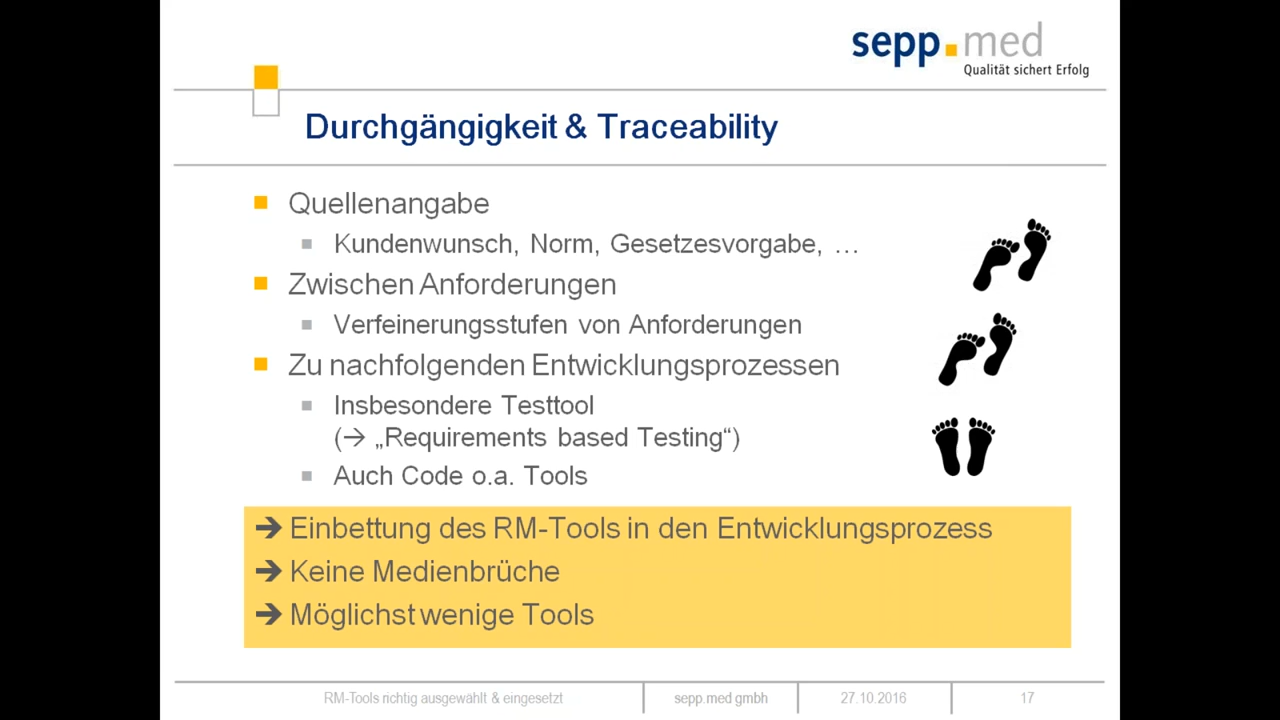 sepp.med
Qualität sichert Erfolg
Durchgängigkeit & Traceability
Quellenangabe
Kundenwunsch, Norm, Gesetzesvorgabe, …
Zwischen Anforderungen
Verfeinerungsstufen von Anforderungen
Zu nachfolgenden Entwicklungsprozessen
Insbesondere Testtool
(→ „Requirements based Testing“)
Auch Code o.a. Tools
➔ Einbettung des RM-Tools in den Entwicklungsprozess
➔ Keine Medienbrüche
➔ Möglichst wenige Tools
RM-Tools richtig ausgewählt & eingesetzt
sepp.med gmbh
27.10.2016
17